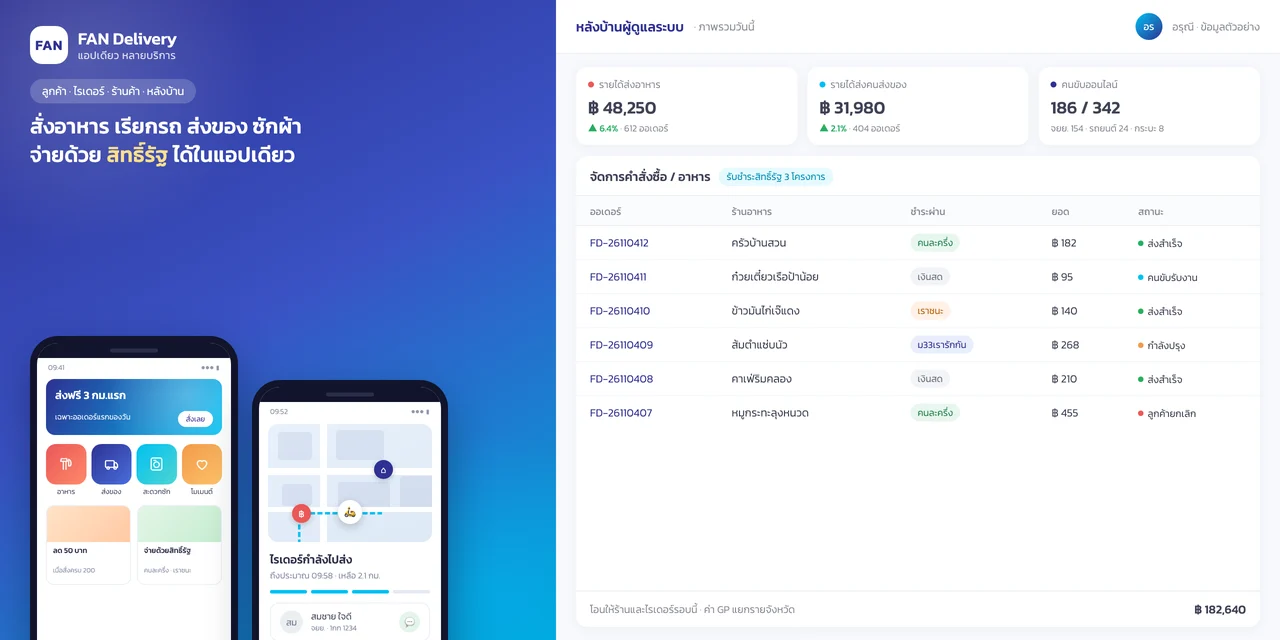 FAN
FAN Delivery
แอปเดียว หลายบริการ
ลูกค้า · ไรเดอร์ · ร้านค้า · หลังบ้าน
สั่งอาหาร เรียกรถ ส่งของ ซักผ้า
จ่ายด้วย สิทธิ์รัฐ ได้ในแอปเดียว
09:41
ส่งฟรี 3 กม.แรก
เฉพาะออเดอร์แรกของวัน
สั่งเลย
อาหาร
ส่งของ
สะดวกซัก
โมเมนต์
ลด 50 บาท
เมื่อสั่งครบ 200
จ่ายด้วยสิทธิ์รัฐ
คนละครึ่ง · เราชนะ
09:52
฿
ไรเดอร์กำลังไปส่ง
ถึงประมาณ 09:58 · เหลือ 2.1 กม.
สม
สมชาย ใจดี
จยย. · 1กก 1234
หลังบ้านผู้ดูแลระบบ · ภาพรวมวันนี้
อร
อรุณี · ข้อมูลตัวอย่าง
รายได้ส่งอาหาร
฿ 48,250
▲ 6.4% · 612 ออเดอร์
รายได้ส่งคนส่งของ
฿ 31,980
▲ 2.1% · 404 ออเดอร์
คนขับออนไลน์
186 / 342
จยย. 154 · รถยนต์ 24 · กระบะ 8
จัดการคำสั่งซื้อ / อาหาร
รับชำระสิทธิ์รัฐ 3 โครงการ
ออเดอร์ ร้านอาหาร ชำระผ่าน ยอด สถานะ
FD-26110412 ครัวบ้านสวน คนละครึ่ง ฿ 182 ส่งสำเร็จ
FD-26110411 ก๋วยเตี๋ยวเรือป้าน้อย เงินสด ฿ 95 คนขับรับงาน
FD-26110410 ข้าวมันไก่เจ๊แดง เราชนะ ฿ 140 ส่งสำเร็จ
FD-26110409 ส้มตำแซ่บนัว ม33เรารักกัน ฿ 268 กำลังปรุง
FD-26110408 คาเฟ่ริมคลอง เงินสด ฿ 210 ส่งสำเร็จ
FD-26110407 หมูกระทะลุงหนวด คนละครึ่ง ฿ 455 ลูกค้ายกเลิก
โอนให้ร้านและไรเดอร์รอบนี้ · ค่า GP แยกรายจังหวัด
฿ 182,640